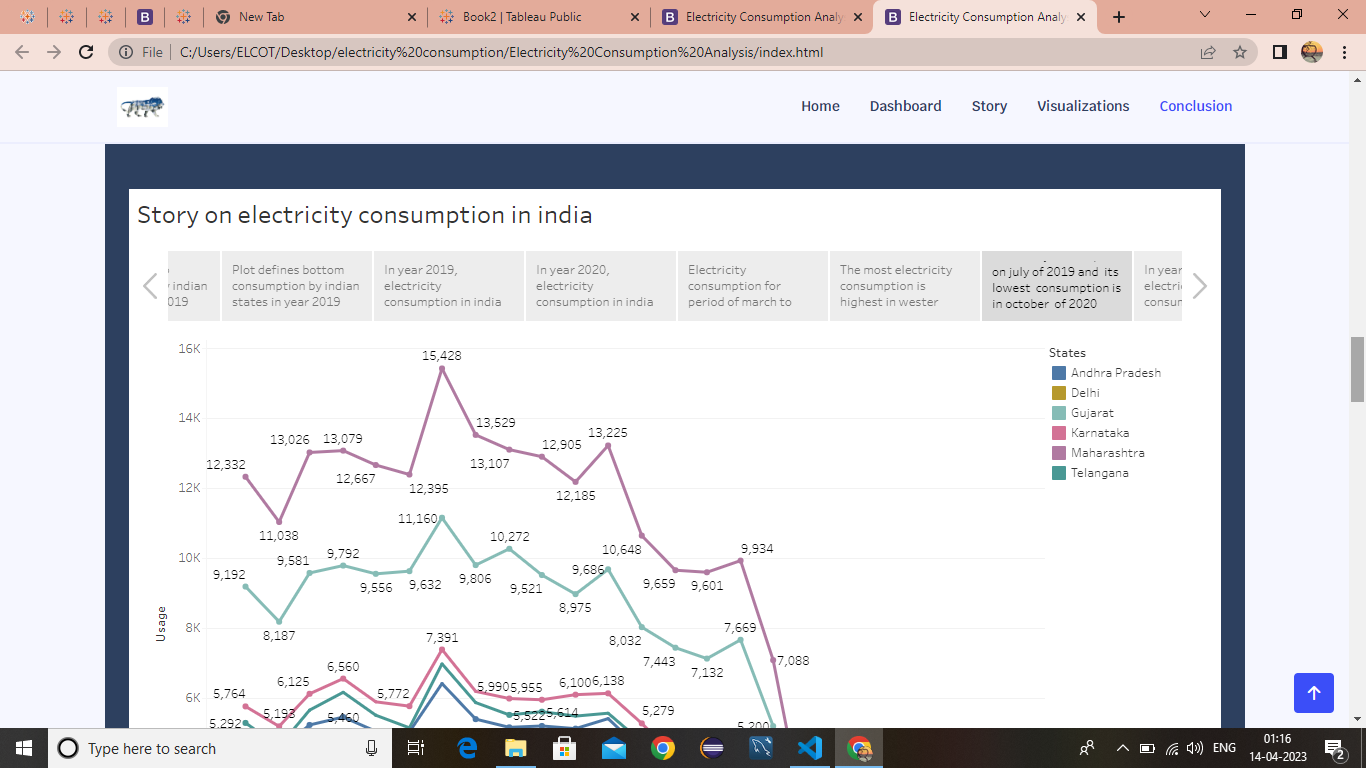 New Tab
Book2 | Tableau Public
Electricity Consumption Analy
Electricity Consumption Analy
File
C:/Users/ELCOT/Desktop/electricity%20consumption/Electricity%20Consumption%20Analysis/index.html
Home
Dashboard
Story
Visualizations
Conclusion
Story on electricity consumption in india
indian
2019
Plot defines bottom
consumption by indian
states in year 2019
In year 2019,
electricity
consumption in india
In year 2020,
electricity
consumption in india
Electricity
consumption for
period of march to
The most electricity
consumption is
highest in wester
on july of 2019 and its
lowest consumption is
in october of 2020
In year
electri
consun
16K
14K
12K
10K
8K
6K
Usage
15,428
13,529
13,026
13,079
12,905
13,225
12,332
12,667
13,107
12,395
12,185
11,038
11,160
10,272
10,648
9,934
9,581
9,792
9,192
9,556
9,632
9,806
9,521
9,686
9,659
9,601
8,975
8,187
8,032
7,669
7,443
7,132
7,391
7,088
6,560
6,125
5,764
5,772
5,990
5,955
6,100
6,138
5,279
5,292
5,193
5,460
5,522
5,614
5,200
States
Andhra Pradesh
Delhi
Gujarat
Karnataka
Maharashtra
Telangana
Type here to search
ENG
01:16
14-04-2023
2